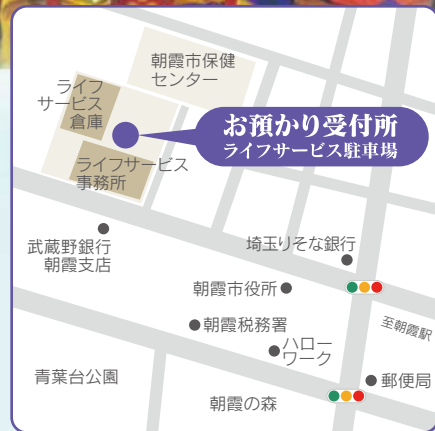 朝霞市保健
センター
ライフ
サービス
倉庫
お預かり受付所
ライフサービス駐車場
ライフサービス
事務所
武蔵野銀行
朝霞支店
埼玉りそな銀行
朝霞市役所
至朝霞駅
朝霞税務署
ハロー
ワーク
青葉台公園
郵便局
朝霞の森